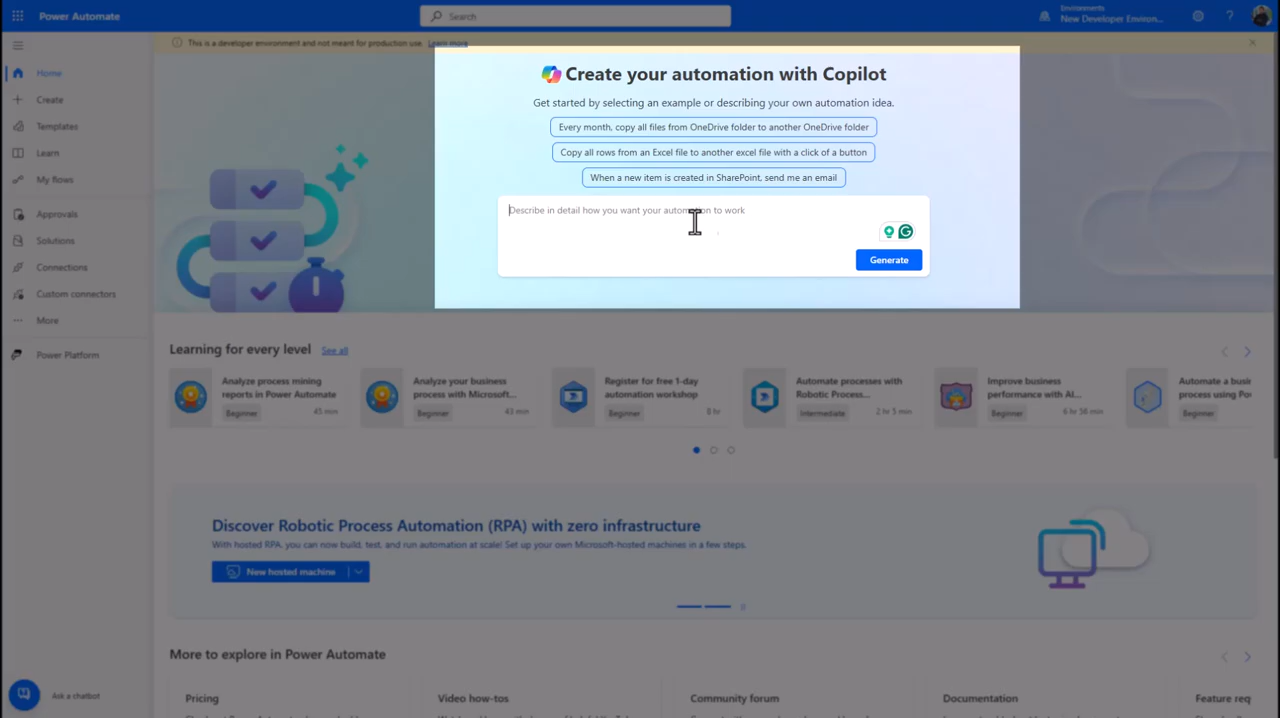 Power Automate
Search
Environments
New Developer Environ...
?
This is a developer environment and not meant for production use. Learn more
Home
Create
Templates
Learn
My flows
Approvals
Solutions
Connections
Custom connectors
More
Power Platform
Ask a chatbot
Create your automation with Copilot
Get started by selecting an example or describing your own automation idea.
Every month, copy all files from OneDrive folder to another OneDrive folder
Copy all rows from an Excel file to another excel file with a click of a button
When a new item is created in SharePoint, send me an email
Describe in detail how you want your automation to work
Generate
Learning for every level See all
Analyze process mining
reports in Power Automate
Beginner 45 min
Analyze your business
process with Microsoft...
Beginner 43 min
Register for free 1-day
automation workshop
Beginner 8 hr
Automate processes with
Robotic Process...
Intermediate 2 hr 5 min
Improve business
performance with AI...
Beginner 6 hr 36 min
Automate a busi
process using Po
Beginner
Discover Robotic Process Automation (RPA) with zero infrastructure
With hosted RPA, you can now build, test, and run automation at scale! Set up your own Microsoft-hosted machines in a few steps.
New hosted machine
More to explore in Power Automate
Pricing
Video how-tos
Community forum
Documentation
Feature req